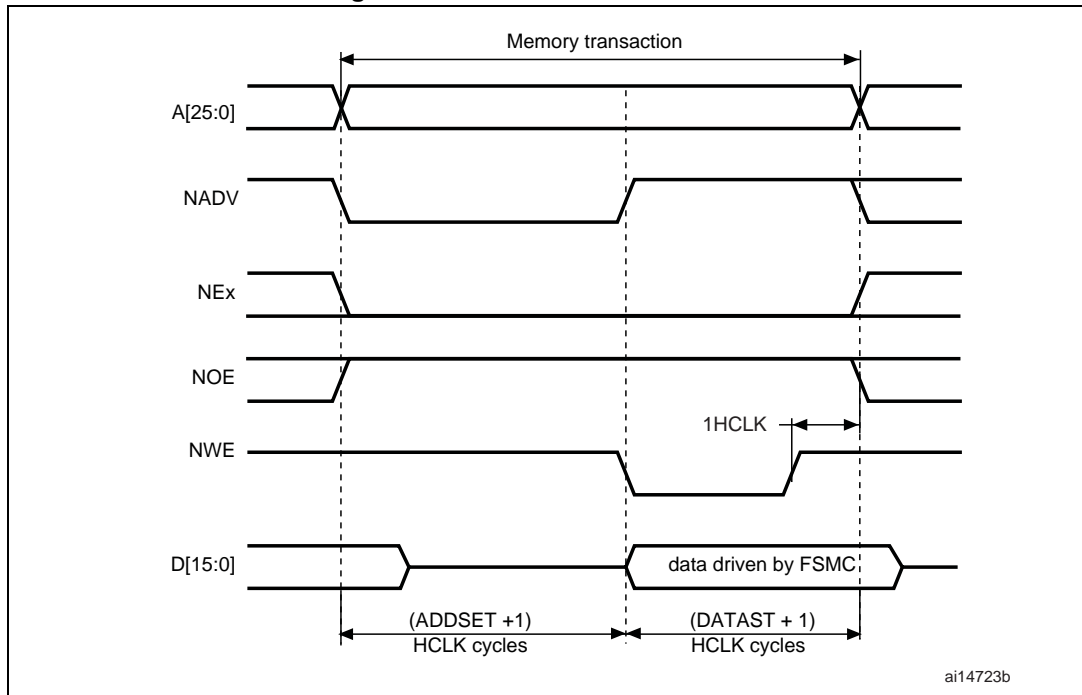 Memory transaction
A[25:0]
NADV
NEx
NOE
1HCLK
NWE
D[15:0]
data driven by FSMC
(ADDSET +1)
HCLK cycles
(DATAST + 1)
HCLK cycles
ai14723b